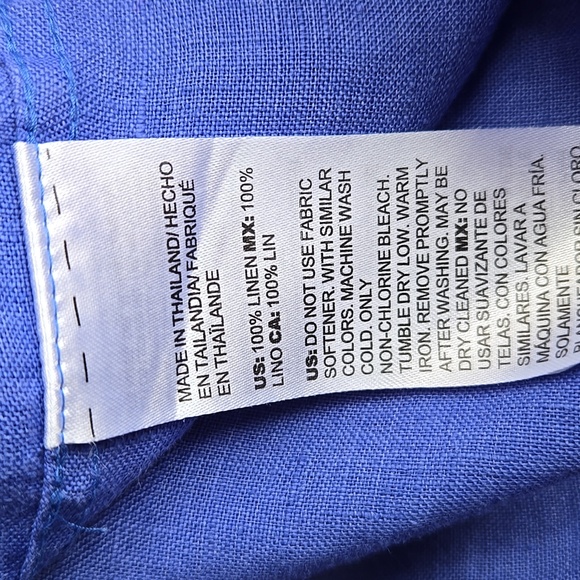 MADE IN THAILAND/ HECHO
EN TAILANDIA/ FABRIQUÉ
EN THAÏLANDE
US: 100% LINEN MX: 100%
LINO CA: 100% LIN
US: DO NOT USE FABRIC
SOFTENER. WITH SIMILAR
COLORS. MACHINE WASH
COLD. ONLY
NON-CHLORINE BLEACH.
TUMBLE DRY LOW. WARM
IRON. REMOVE PROMPTLY
AFTER WASHING. MAY BE
DRY CLEANED MX: NO
USAR SUAVIZANTE DE
TELAS. CON COLORES
SIMILARES. LAVAR A
MÁQUINA CON AGUA FRÍA.
SOLAMENTE
SIN CLORO